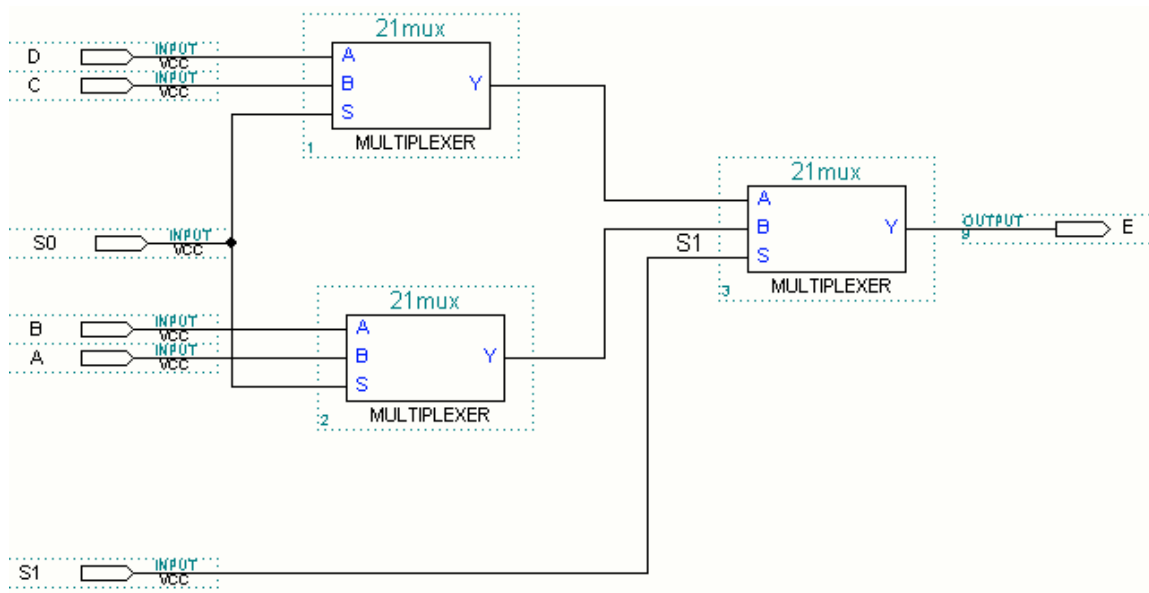 21mux
D INPUT VCC A
C INPUT VCC B Y
S
1 MULTIPLEXER
21mux
A
S0 INPUT VCC
S1 B Y OUTPUT E
S
3 MULTIPLEXER
21mux
B INPUT VCC A
A INPUT VCC B Y
S
2 MULTIPLEXER
S1 INPUT VCC